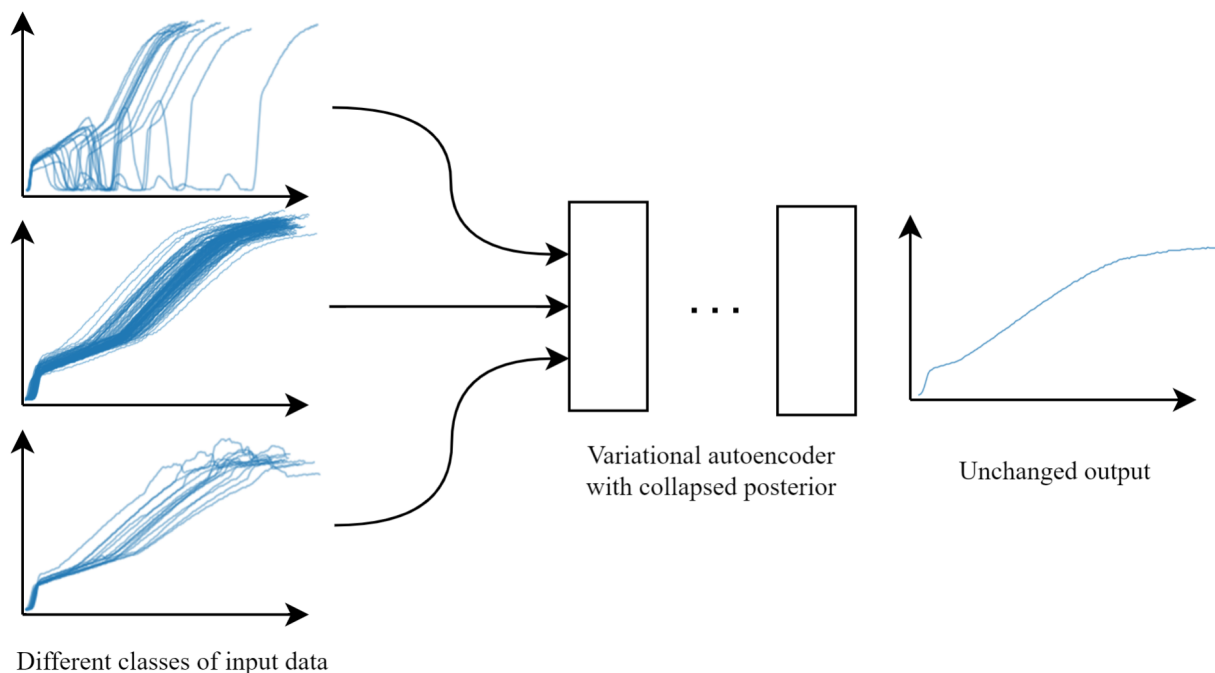 Variational autoencoder
with collapsed posterior
Unchanged output
Different classes of input data